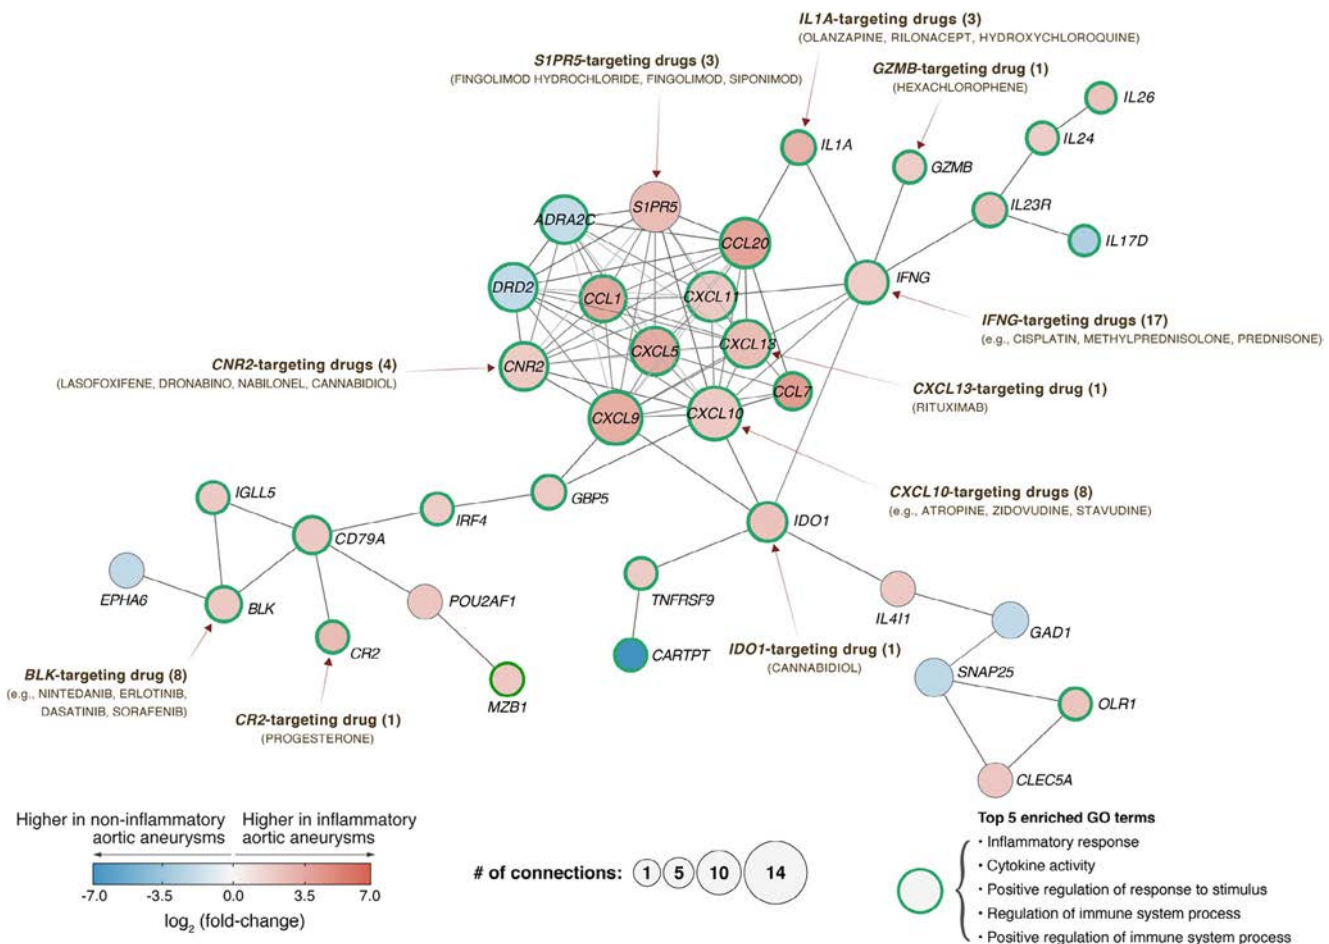 IL1A-targeting drugs (3)
(OLANZAPINE, RILONACEPT, HYDROXYCHLOROQUINE)
S1PR5-targeting drugs (3)
(FINGOLIMOD HYDROCHLORIDE, FINGOLIMOD, SIPONIMOD)
GZMB-targeting drug (1)
(HEXACHLOROPHENE)
IL26
IL24
IL1A
GZMB
S1PR5
IL23R
ADRA2C
CCL20
IL17D
IFNG
DRD2
CCL1
CXCL11
IFNG-targeting drugs (17)
(e.g., CISPLATIN, METHYLPREDNISOLONE, PREDNISONE)
CXCL13
CXCL5
CNR2-targeting drugs (4)
(LASOFOXIFENE, DRONABINO, NABILONEL, CANNABIDIOL)
CNR2
CCL7
CXCL13-targeting drug (1)
(RITUXIMAB)
CXCL9
CXCL10
CXCL10-targeting drugs (8)
(e.g., ATROPINE, ZIDOVUDINE, STAVUDINE)
IGLL5
GBP5
IRF4
IDO1
CD79A
EPHA6
BLK
POU2AF1
TNFRSF9
IL4I1
GAD1
CR2
CARTPT
IDO1-targeting drug (1)
(CANNABIDIOL)
BLK-targeting drug (8)
(e.g., NINTEDANIB, ERLOTINIB,
DASATINIB, SORAFENIB)
SNAP25
MZB1
OLR1
CR2-targeting drug (1)
(PROGESTERONE)
CLEC5A
Higher in non-inflammatory
aortic aneurysms
Higher in inflammatory
aortic aneurysms
-7.0 -3.5 0.0 3.5 7.0
log2 (fold-change)
# of connections: 1 5 10 14
Top 5 enriched GO terms
• Inflammatory response
• Cytokine activity
• Positive regulation of response to stimulus
• Regulation of immune system process
• Positive regulation of immune system process